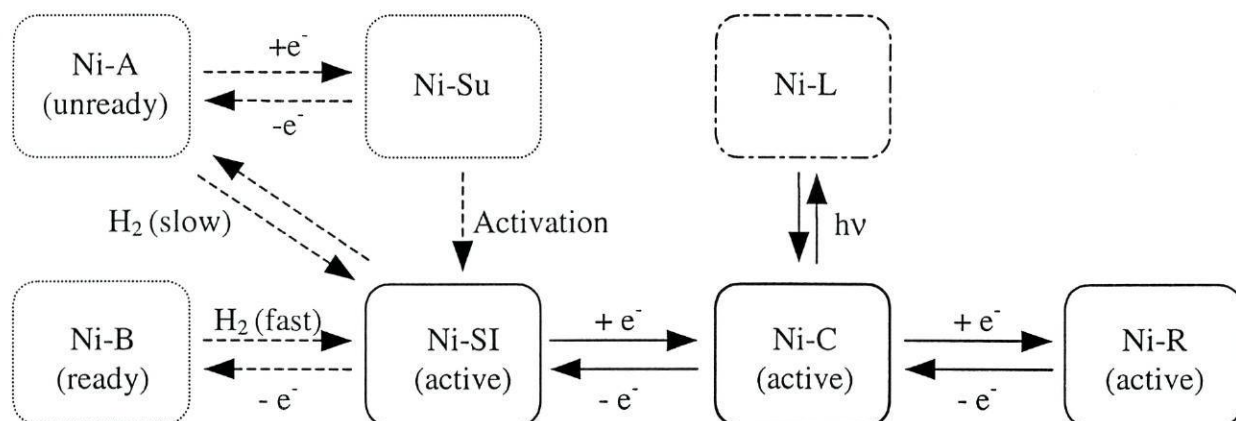 Ni-A
(unready)
+e⁻
-e⁻
Ni-Su
Ni-L
H₂ (slow)
Activation
hν
Ni-B
(ready)
H₂ (fast)
- e⁻
Ni-SI
(active)
+ e⁻
- e⁻
Ni-C
(active)
+ e⁻
- e⁻
Ni-R
(active)